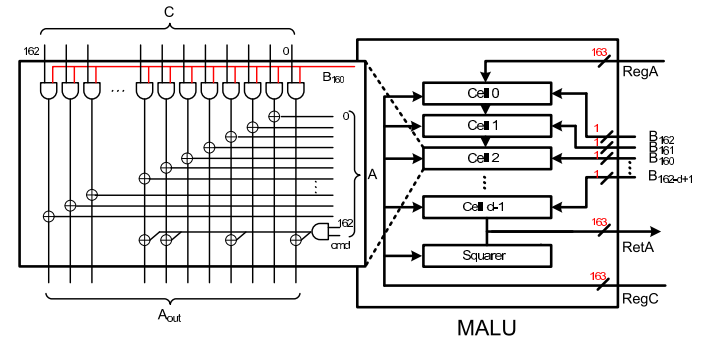 C
162
0
B160
...
0
A
162
cmd
Aout
163
RegA
Cell 0
Cell 1
Cell 2
Cell d-1
Squarer
1
B162
1
B161
1
B160
1
B162-d+1
163
RetA
163
RegC
MALU